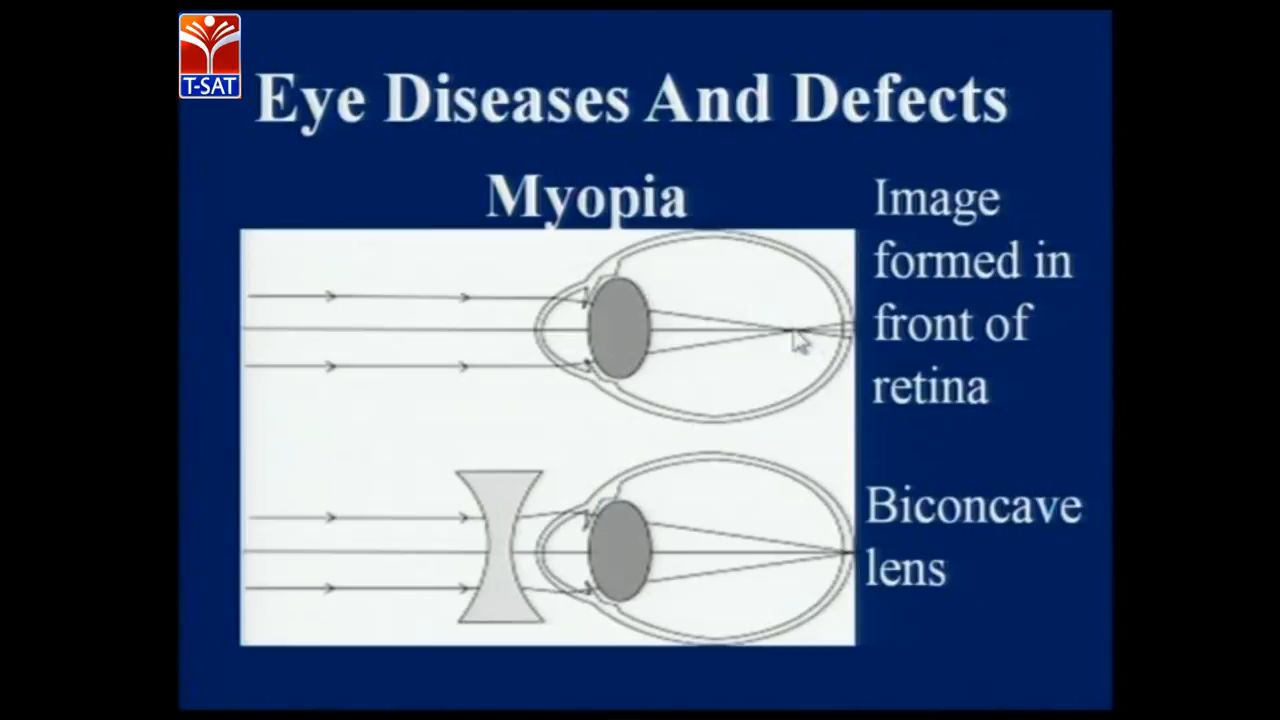 T-SAT
Eye Diseases And Defects
Myopia
Image
formed in
front of
retina
Biconcave
lens